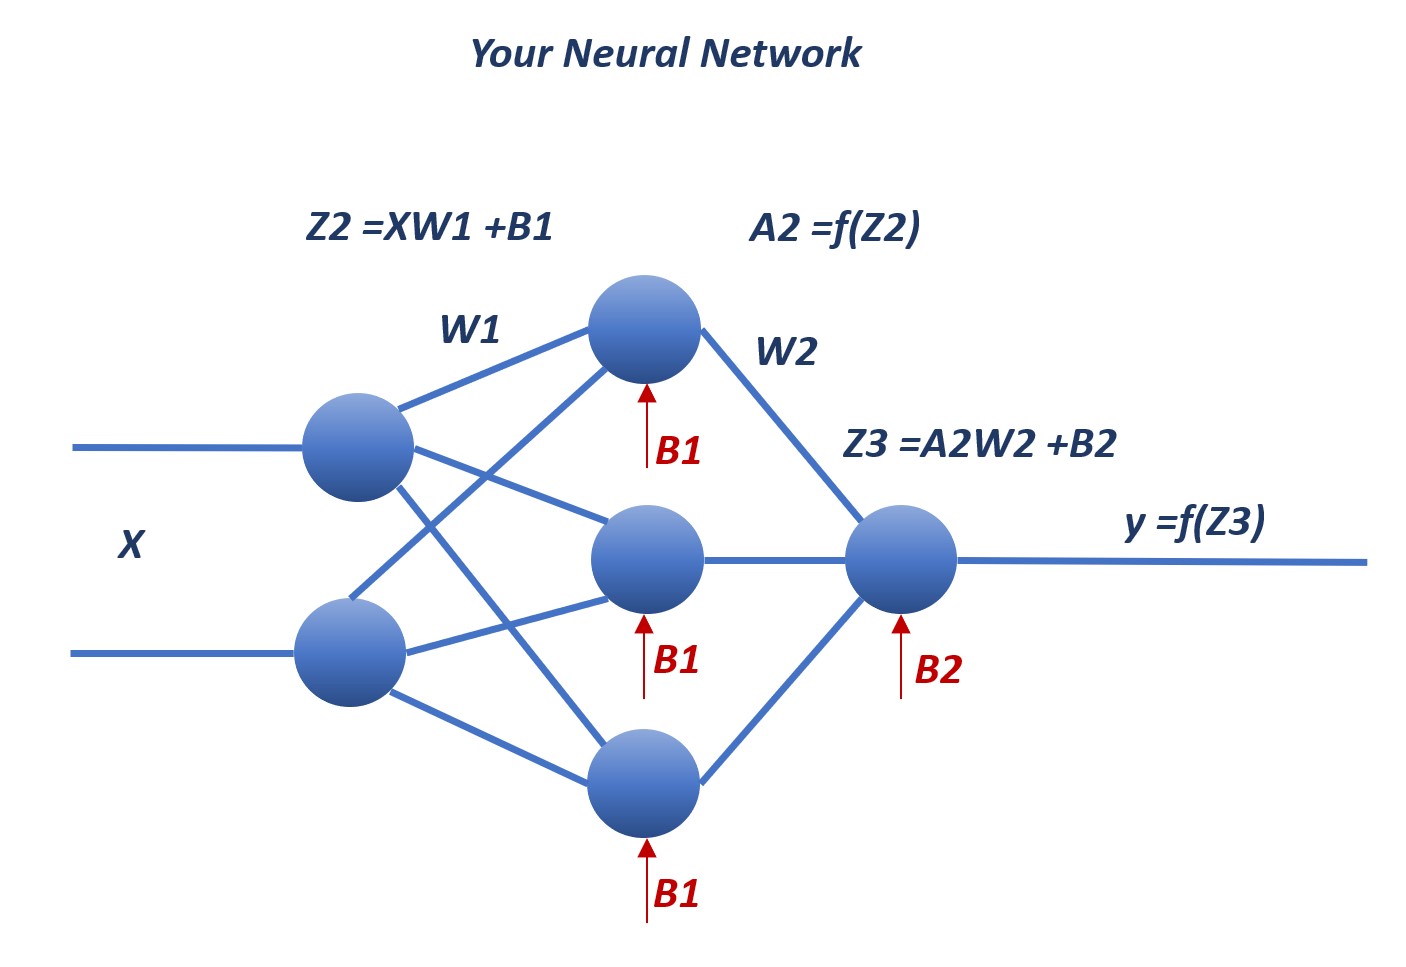 Your Neural Network
Z2 =XW1 +B1
A2 =f(Z2)
W1
W2
B1
Z3 =A2W2 +B2
X
y =f(Z3)
B1
B2
B1